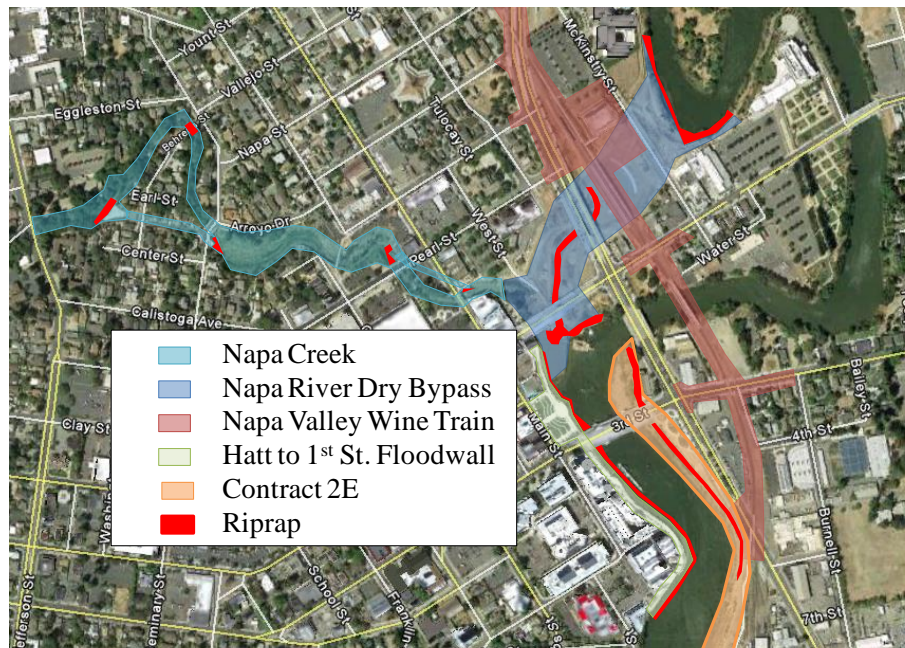 Yount St
Vallejo St
McKinstry St
Eggleston St
Napa St
Tulocay St
Earl St
Arroyo Dr
West St
Center St
Pearl St
Water St
Calistoga Ave
Napa Creek
Napa River Dry Bypass
Napa Valley Wine Train
Hatt to 1st St. Floodwall
Contract 2E
Riprap
Clay St
Main St
3rd St
Bailey St
4th St
Burnell St
School St
7th St